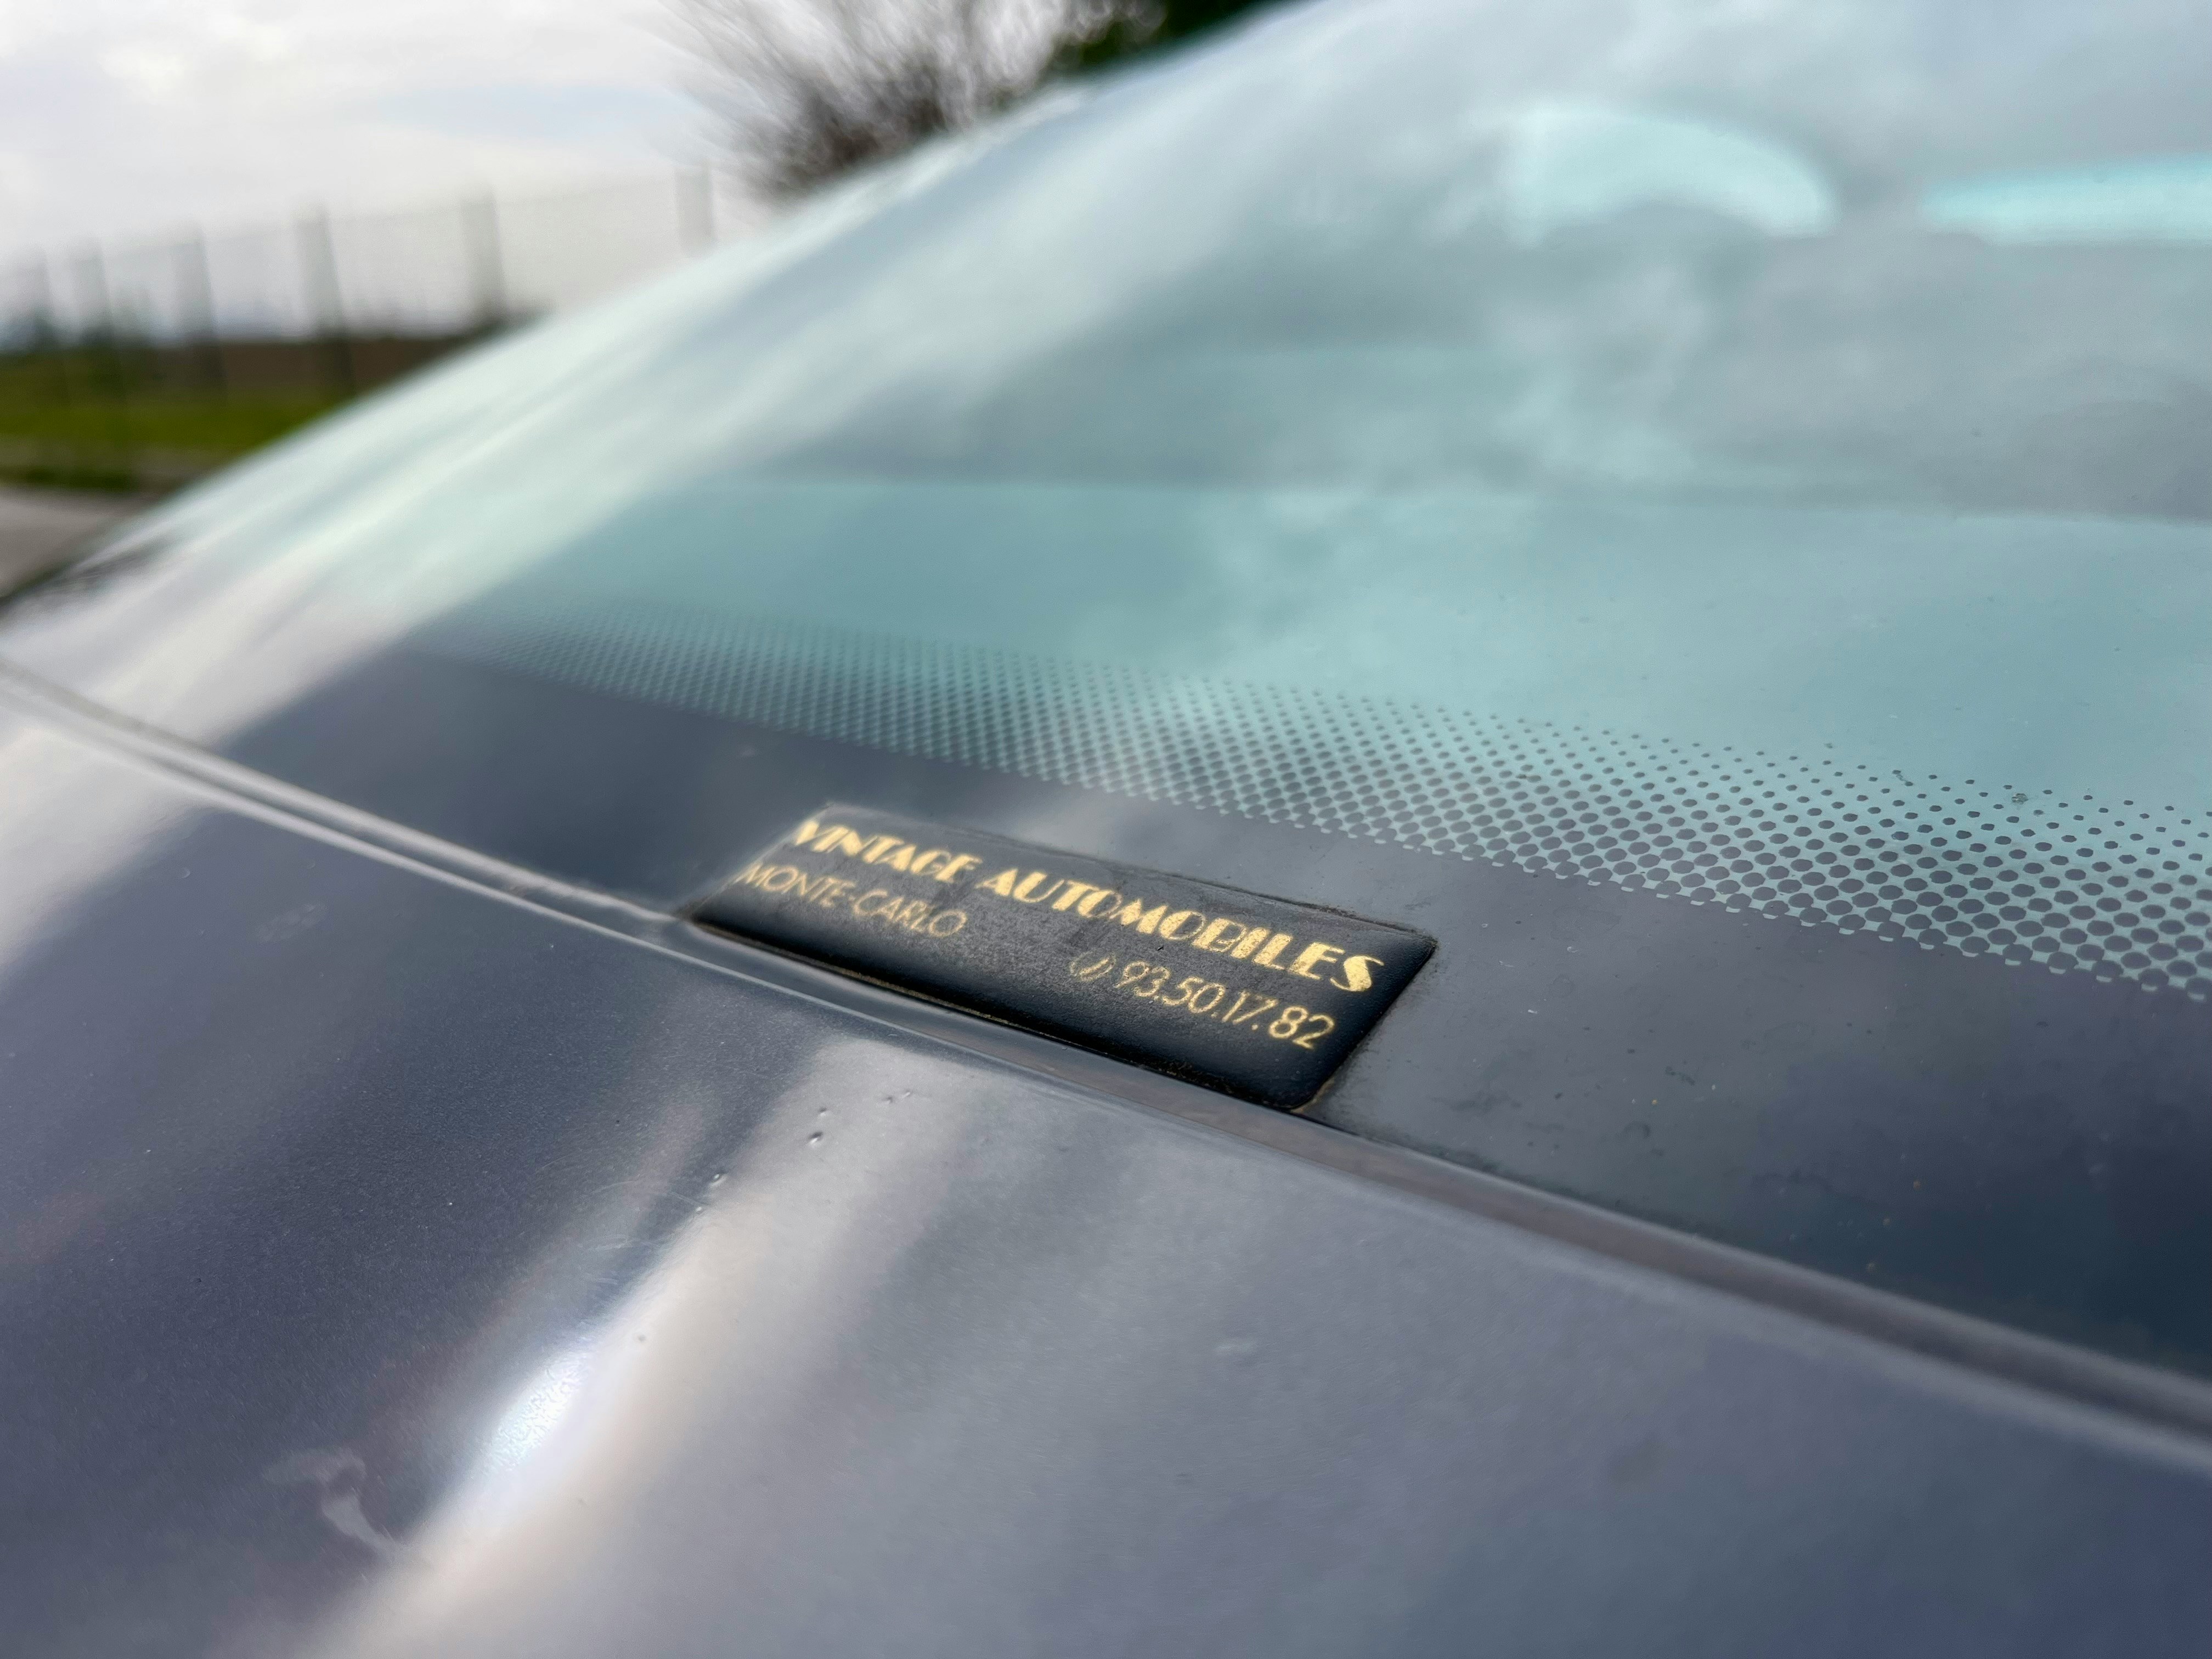 VINTAGE AUTOMOBILES
MONTE-CARLO
93.50.17.82